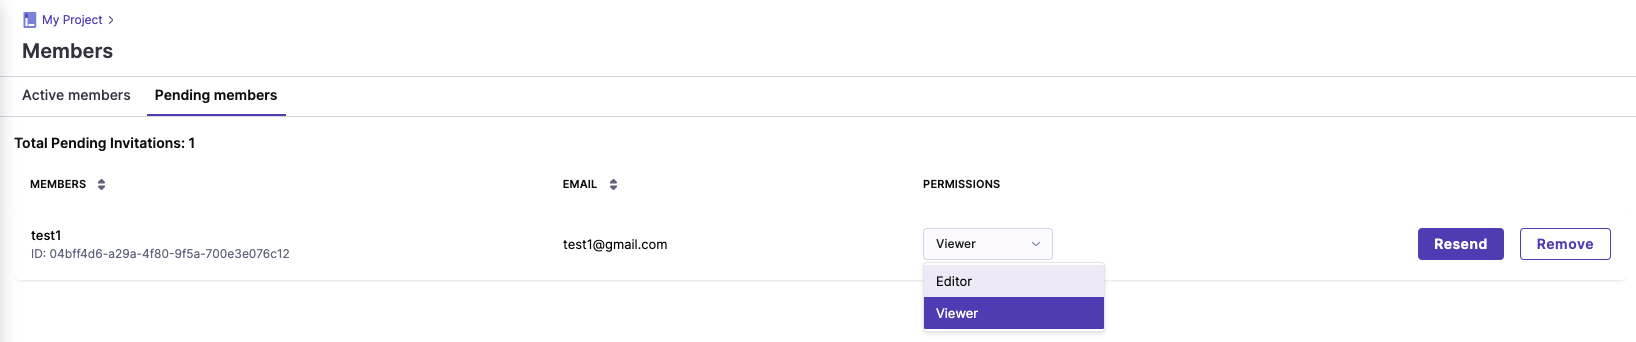 My Project
Members
Active members Pending members
Total Pending Invitations: 1
MEMBERS EMAIL PERMISSIONS
test1
ID: 04bff4d6-a29a-4f80-9f5a-700e3e076c12
test1@gmail.com
Viewer
Resend Remove
Editor
Viewer